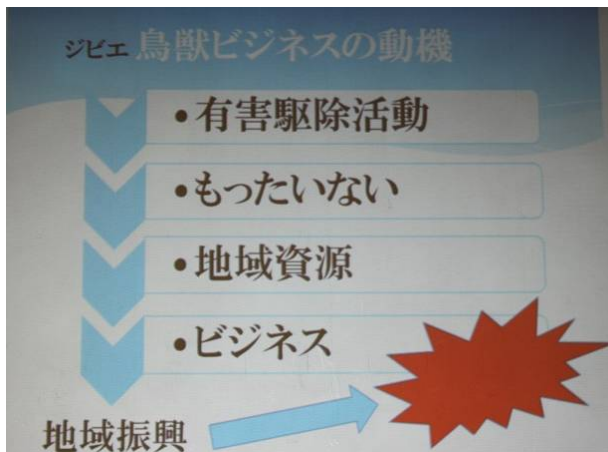 ジビエ 鳥獣ビジネスの動機
•有害駆除活動
•もったいない
•地域資源
•ビジネス
地域振興